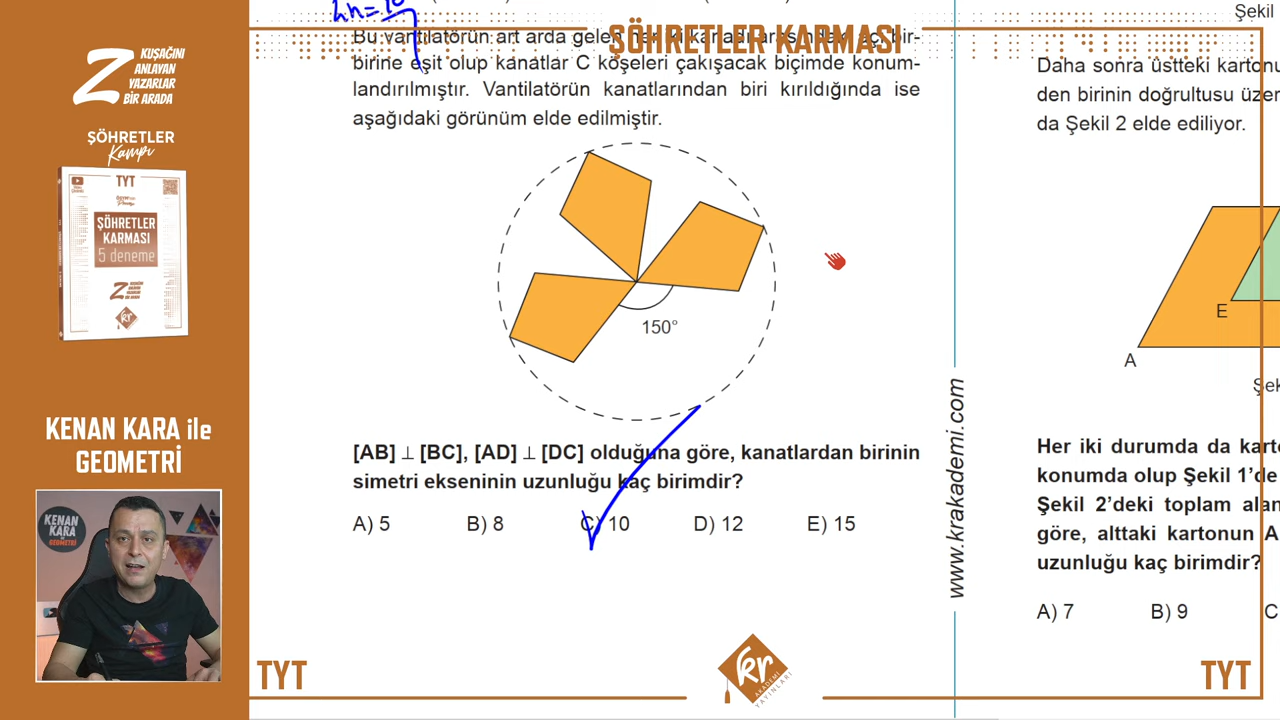 KUŞAĞINI
ANLAYAN
YAZARLAR
BİR ARADA
ŞÖHRETLER
Kampı
TYT
ŞÖHRETLER
KARMASI
5 deneme
kr
KENAN KARA ile
GEOMETRİ
KENAN
KARA
GEOMETRİ
2n=10
ŞÖHRETLER KARMASI
Bu vantilatörün art arda gelen
birine eşit olup kanatlar C köşeleri çakışacak biçimde konum-
landırılmıştır. Vantilatörün kanatlarından biri kırıldığında ise
aşağıdaki görünüm elde edilmiştir.
150°
[AB] ⊥ [BC], [AD] ⊥ [DC] olduğuna göre, kanatlardan birinin
simetri ekseninin uzunluğu kaç birimdir?
A) 5 B) 8 C) 10 D) 12 E) 15
www.krakademi.com
Şekil
Daha sonra üstteki kartonu
den birinin doğrultusu üzer
da Şekil 2 elde ediliyor.
E
A
Şek
Her iki durumda da karto
konumda olup Şekil 1'de
Şekil 2'deki toplam alan
göre, alttaki kartonun A
uzunluğu kaç birimdir?
A) 7 B) 9 C
TYT
kr
AKADEMİ
YAYINLARI
TYT